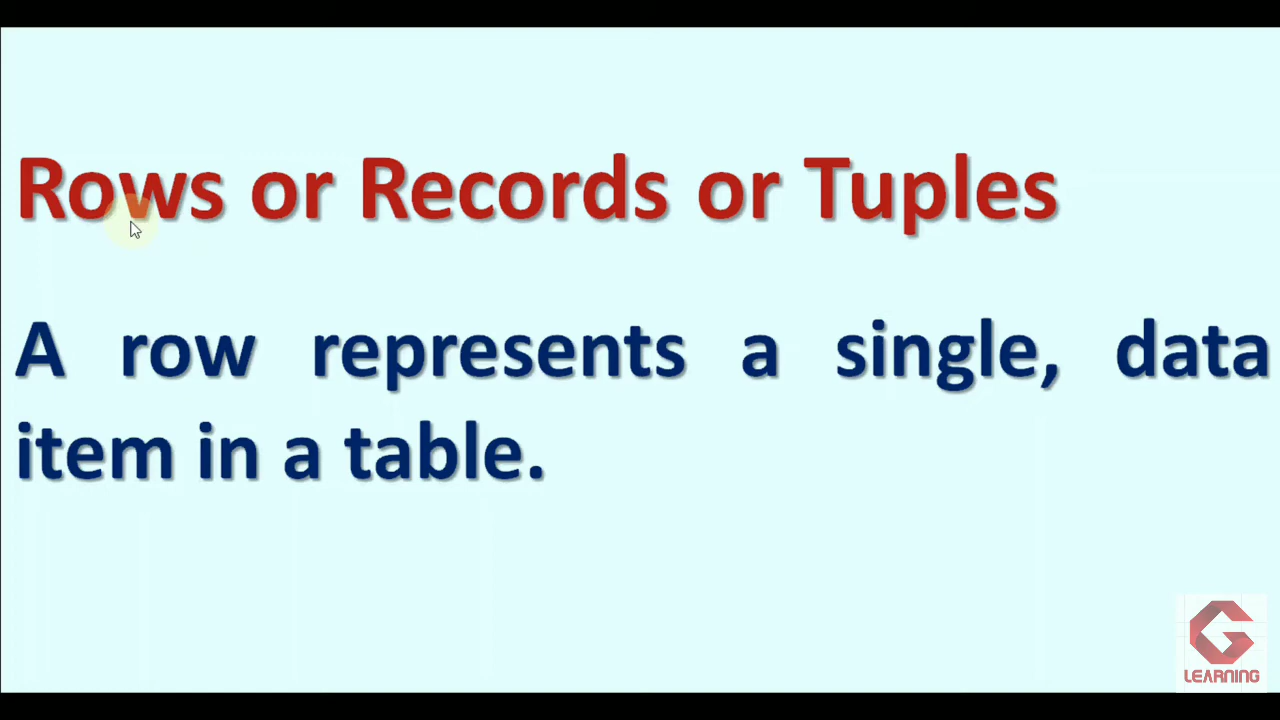 Rows or Records or Tuples
A row represents a single, data
item in a table.
LEARNING